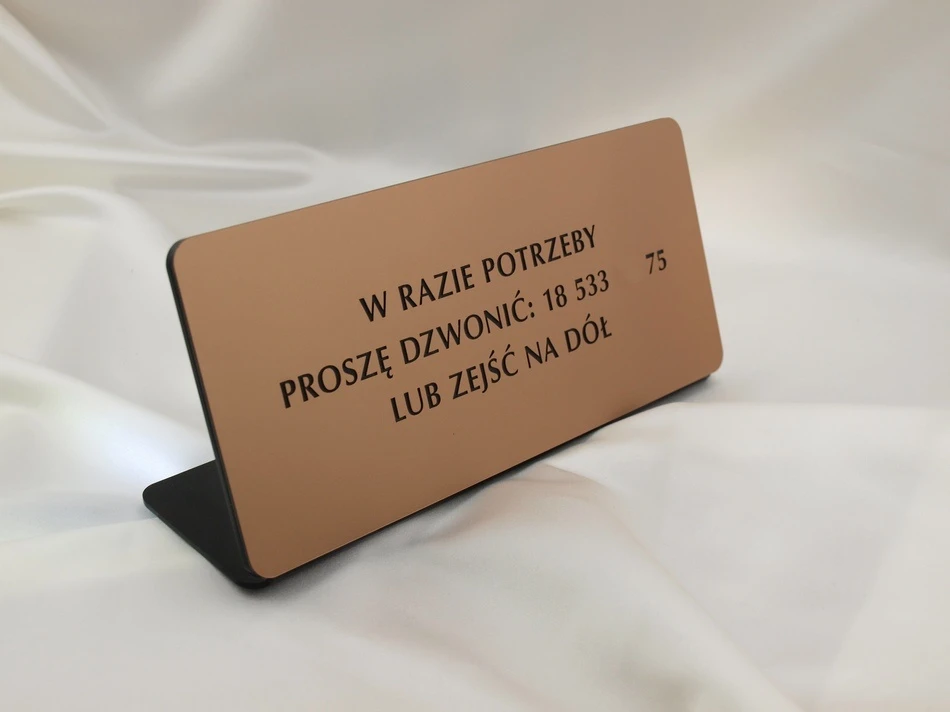 W RAZIE POTRZEBY
PROSZĘ DZWONIĆ: 18 533 75
LUB ZEJŚĆ NA DÓŁ